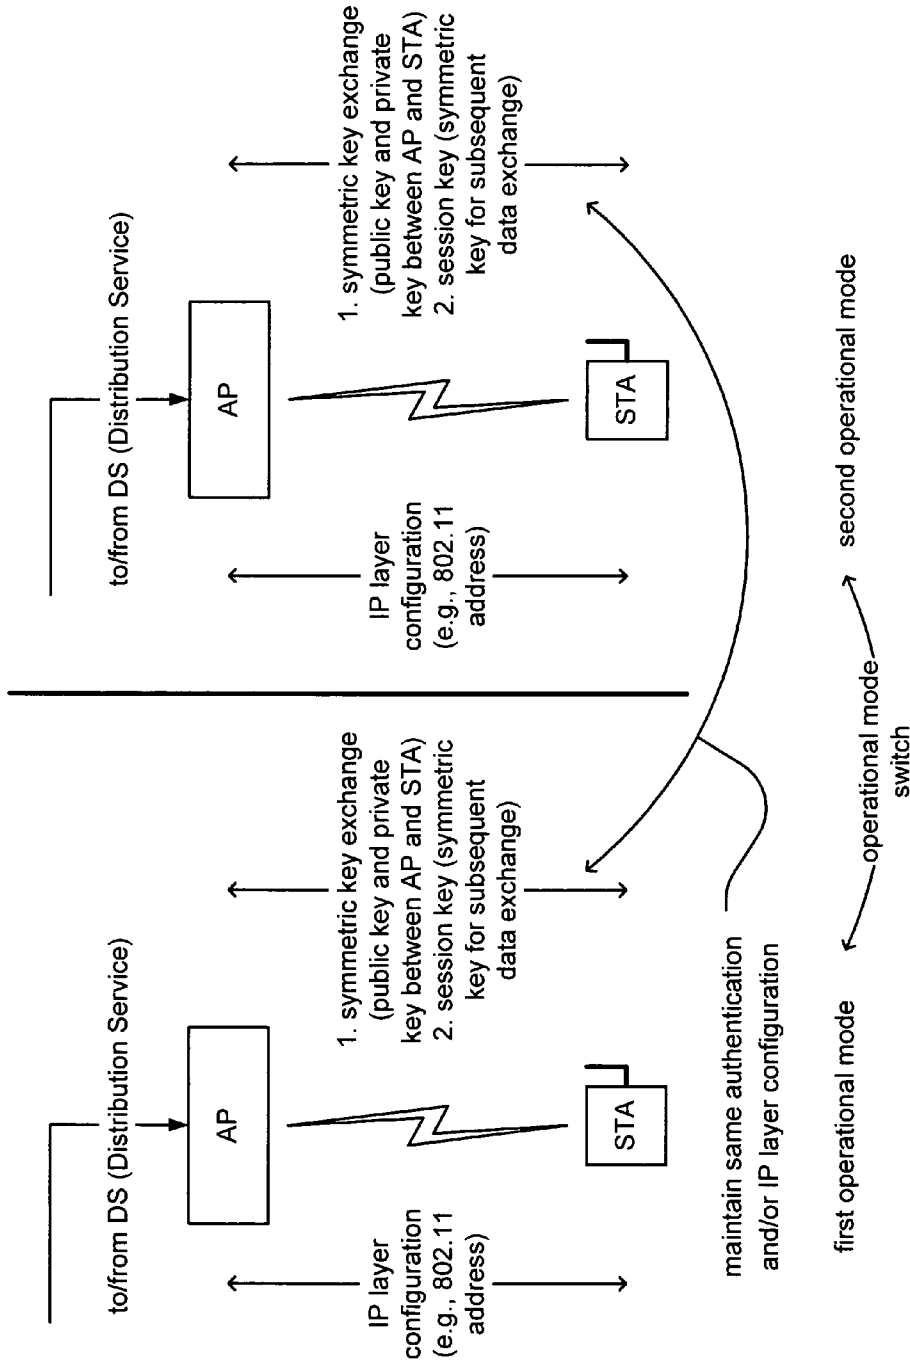 to/from DS (Distribution Service)
AP
IP layer
configuration
(e.g., 802.11
address)
1. symmetric key exchange
(public key and private
key between AP and STA)
2. session key (symmetric
key for subsequent
data exchange)
STA
maintain same authentication
and/or IP layer configuration
first operational mode
to/from DS (Distribution Service)
AP
IP layer
configuration
(e.g., 802.11
address)
1. symmetric key exchange
(public key and private
key between AP and STA)
2. session key (symmetric
key for subsequent
data exchange)
STA
operational mode
switch
second operational mode